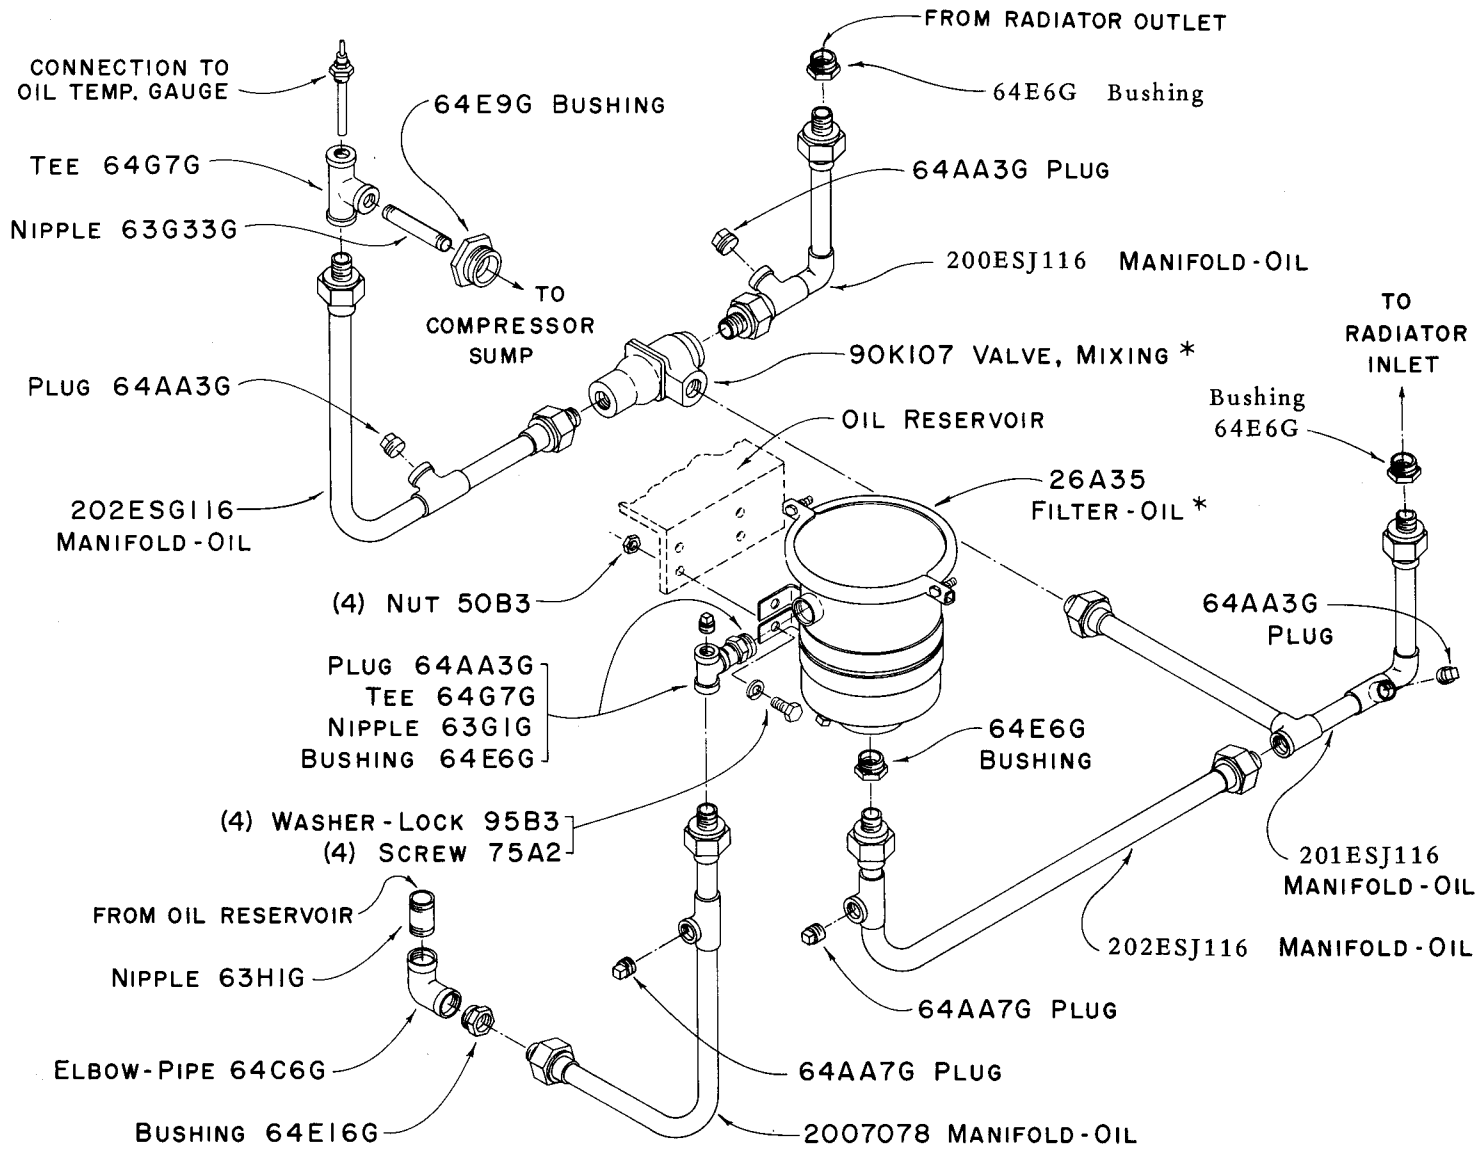 FROM RADIATOR OUTLET
CONNECTION TO
OIL TEMP. GAUGE
64E9G BUSHING
64E6G Bushing
TEE 64G7G
64AA3G PLUG
NIPPLE 63G33G
200ESJ116 MANIFOLD-OIL
TO
COMPRESSOR
SUMP
TO
RADIATOR
INLET
90K107 VALVE, MIXING *
PLUG 64AA3G
Bushing
64E6G
OIL RESERVOIR
26A35
FILTER-OIL *
202ESG116
MANIFOLD-OIL
(4) NUT 50B3
64AA3G
PLUG
PLUG 64AA3G
TEE 64G7G
NIPPLE 63G1G
BUSHING 64E6G
64E6G
BUSHING
(4) WASHER-LOCK 95B3
(4) SCREW 75A2
201ESJ116
MANIFOLD-OIL
FROM OIL RESERVOIR
202ESJ116 MANIFOLD-OIL
NIPPLE 63H1G
64AA7G PLUG
ELBOW-PIPE 64C6G
64AA7G PLUG
BUSHING 64E16G
2007078 MANIFOLD-OIL